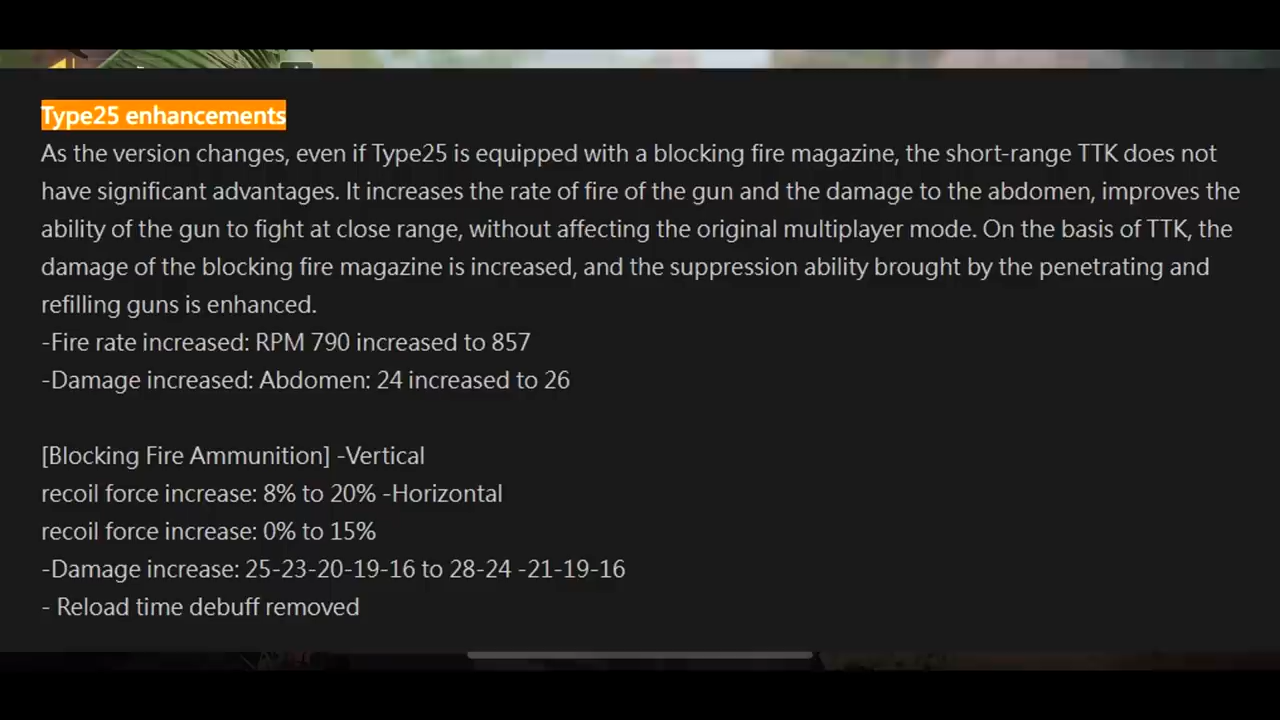 Type25 enhancements
As the version changes, even if Type25 is equipped with a blocking fire magazine, the short-range TTK does not
have significant advantages. It increases the rate of fire of the gun and the damage to the abdomen, improves the
ability of the gun to fight at close range, without affecting the original multiplayer mode. On the basis of TTK, the
damage of the blocking fire magazine is increased, and the suppression ability brought by the penetrating and
refilling guns is enhanced.
-Fire rate increased: RPM 790 increased to 857
-Damage increased: Abdomen: 24 increased to 26
[Blocking Fire Ammunition] -Vertical
recoil force increase: 8% to 20% -Horizontal
recoil force increase: 0% to 15%
-Damage increase: 25-23-20-19-16 to 28-24 -21-19-16
- Reload time debuff removed